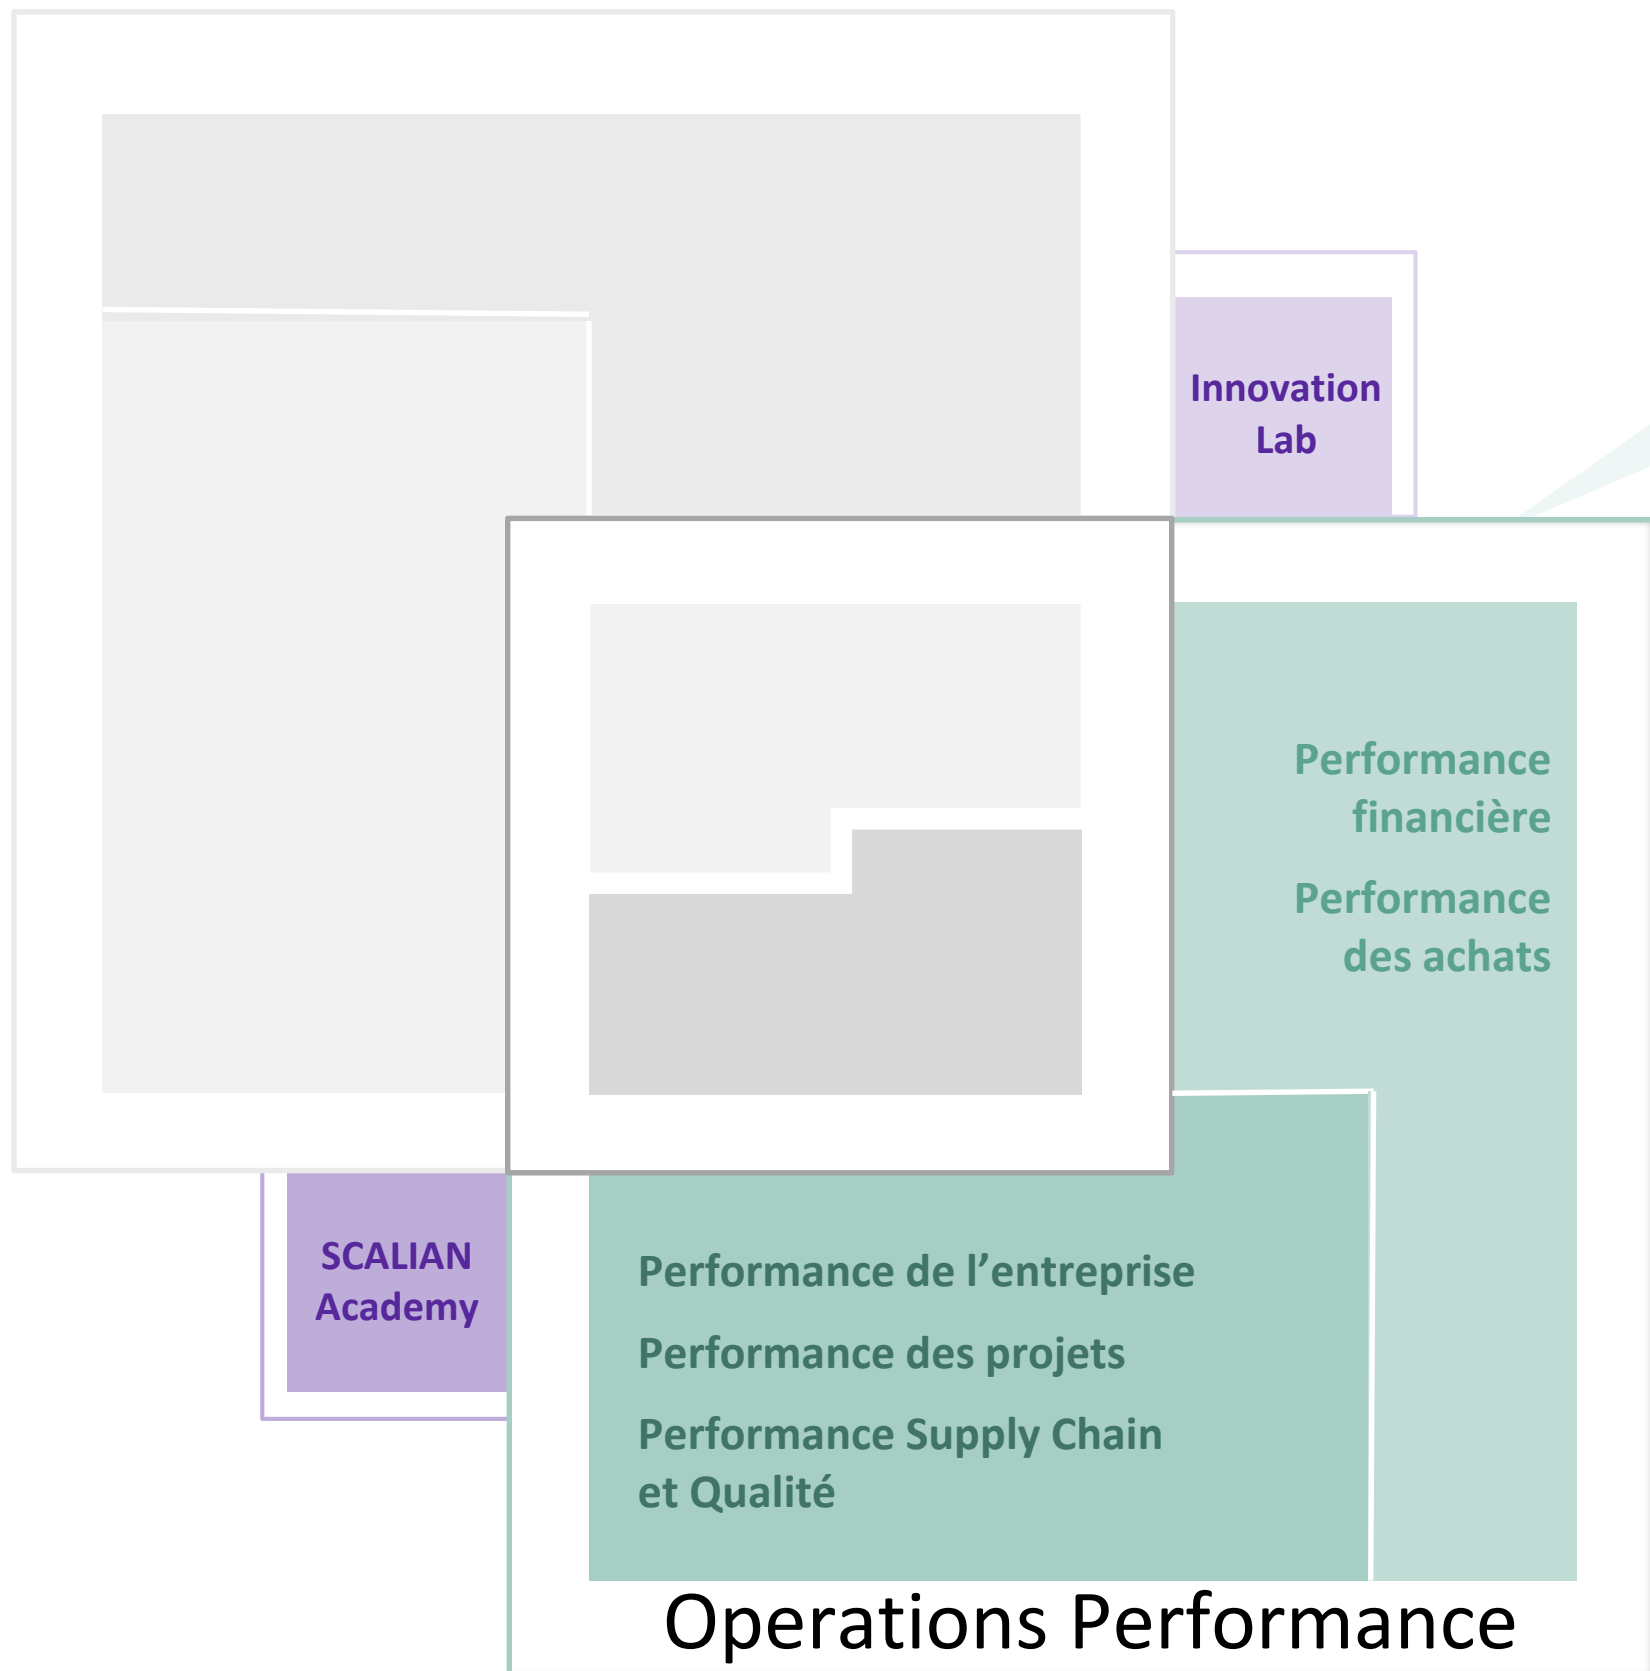 Innovation
Lab
Performance
financière
Performance
des achats
SCALIAN
Academy
Performance de l’entreprise
Performance des projets
Performance Supply Chain
et Qualité
Operations Performance